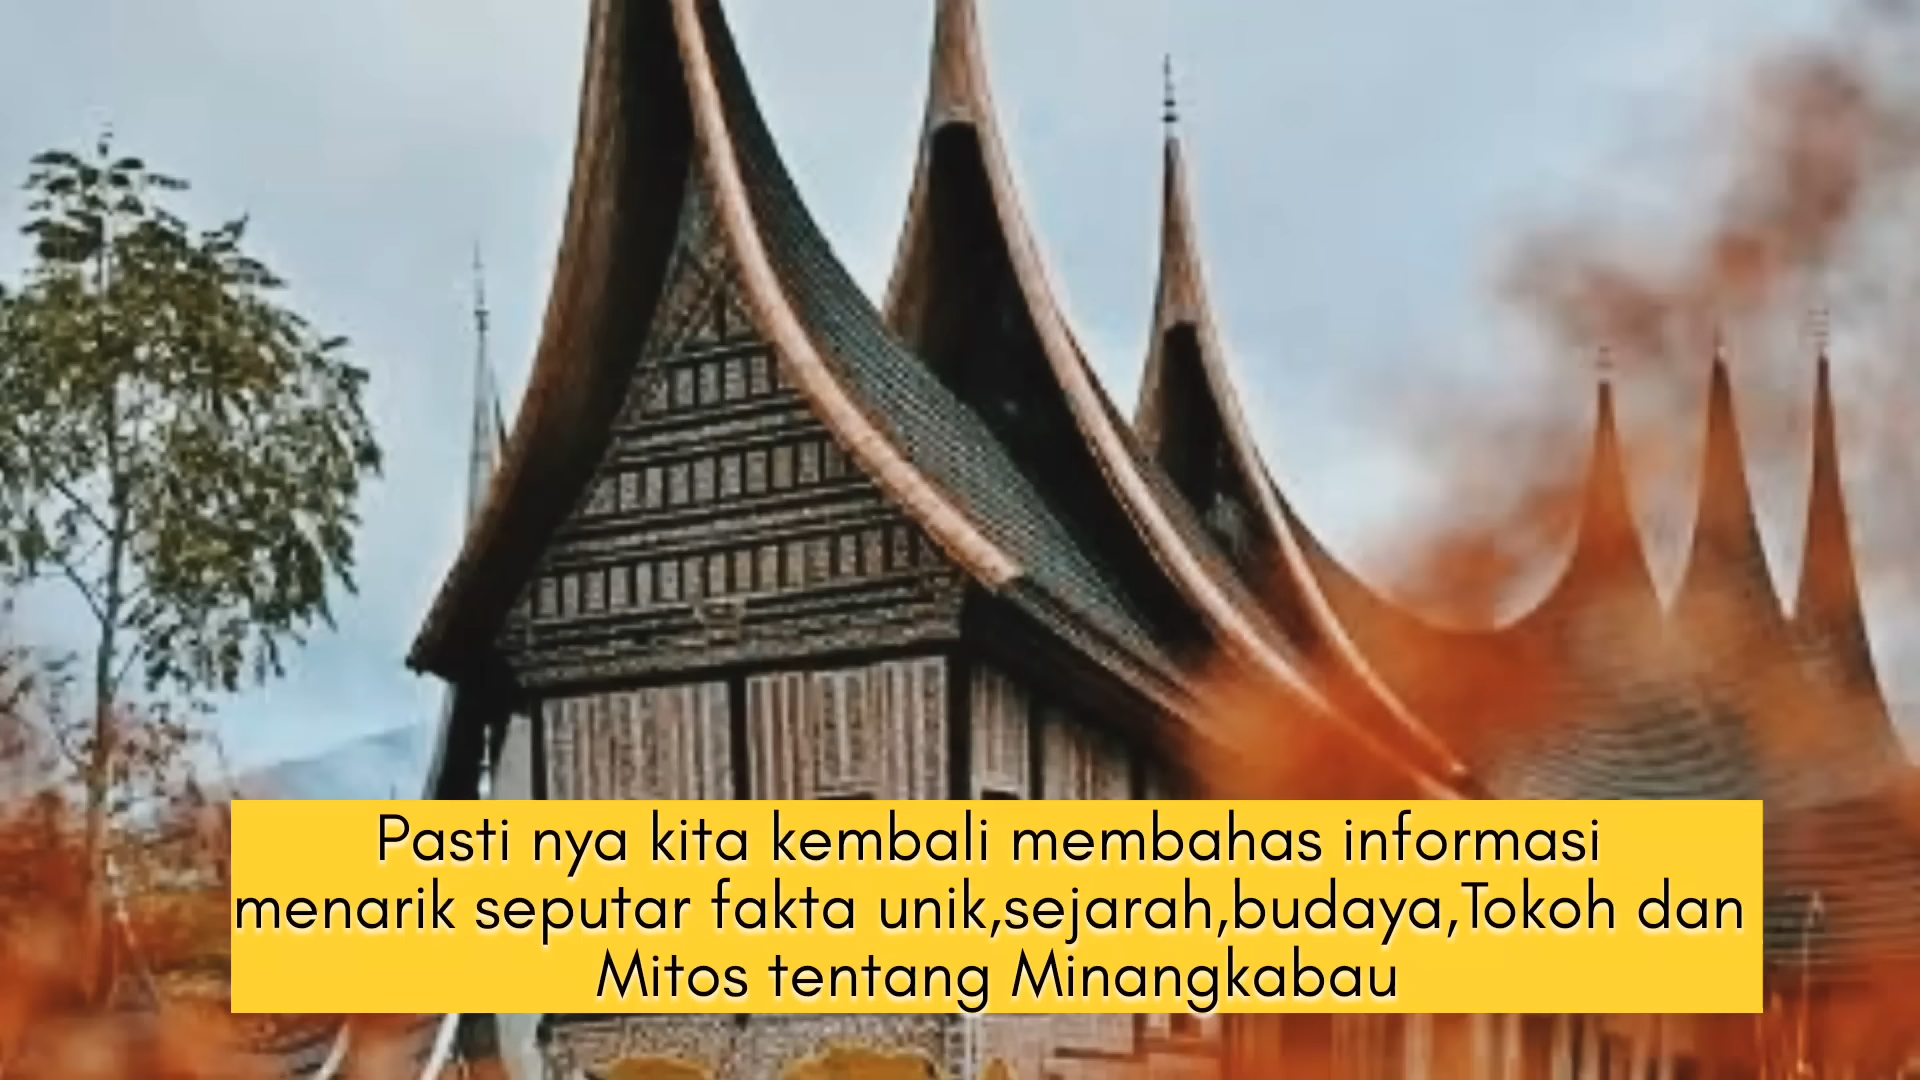 Pasti nya kita kembali membahas informasi
menarik seputar fakta unik,sejarah,budaya,Tokoh dan
Mitos tentang Minangkabau